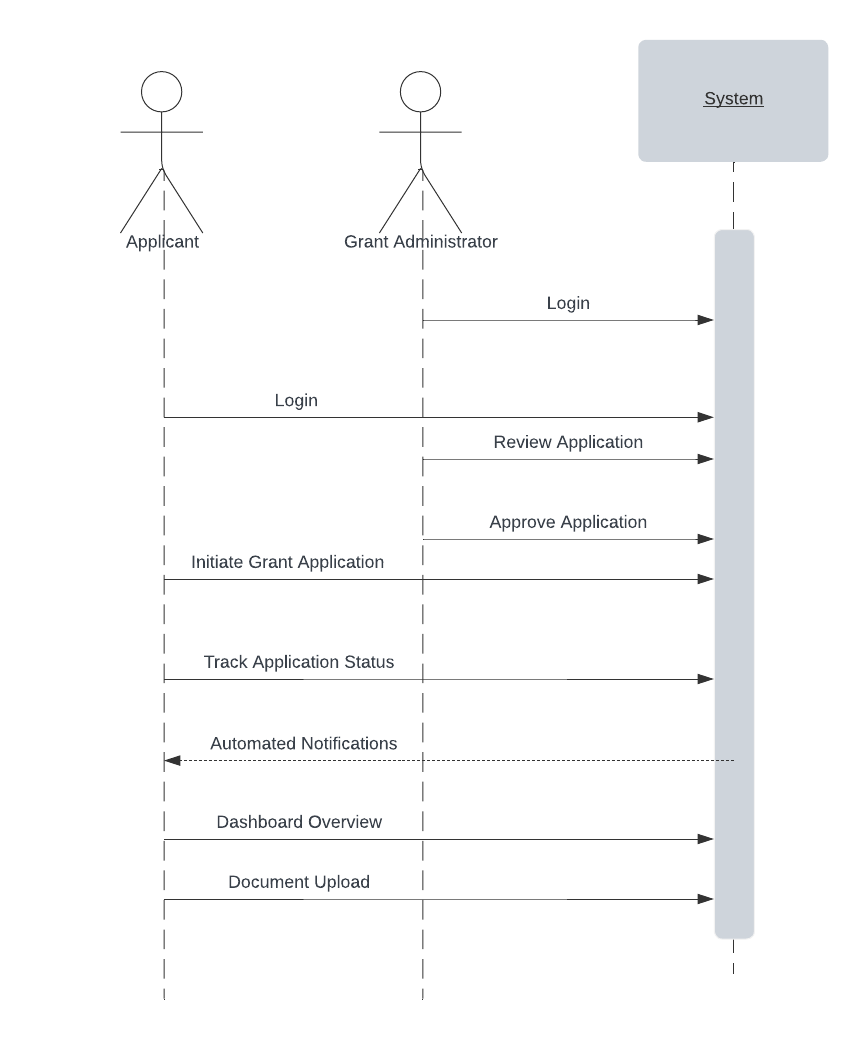 System
Applicant
Grant Administrator
Login
Login
Review Application
Approve Application
Initiate Grant Application
Track Application Status
Automated Notifications
Dashboard Overview
Document Upload